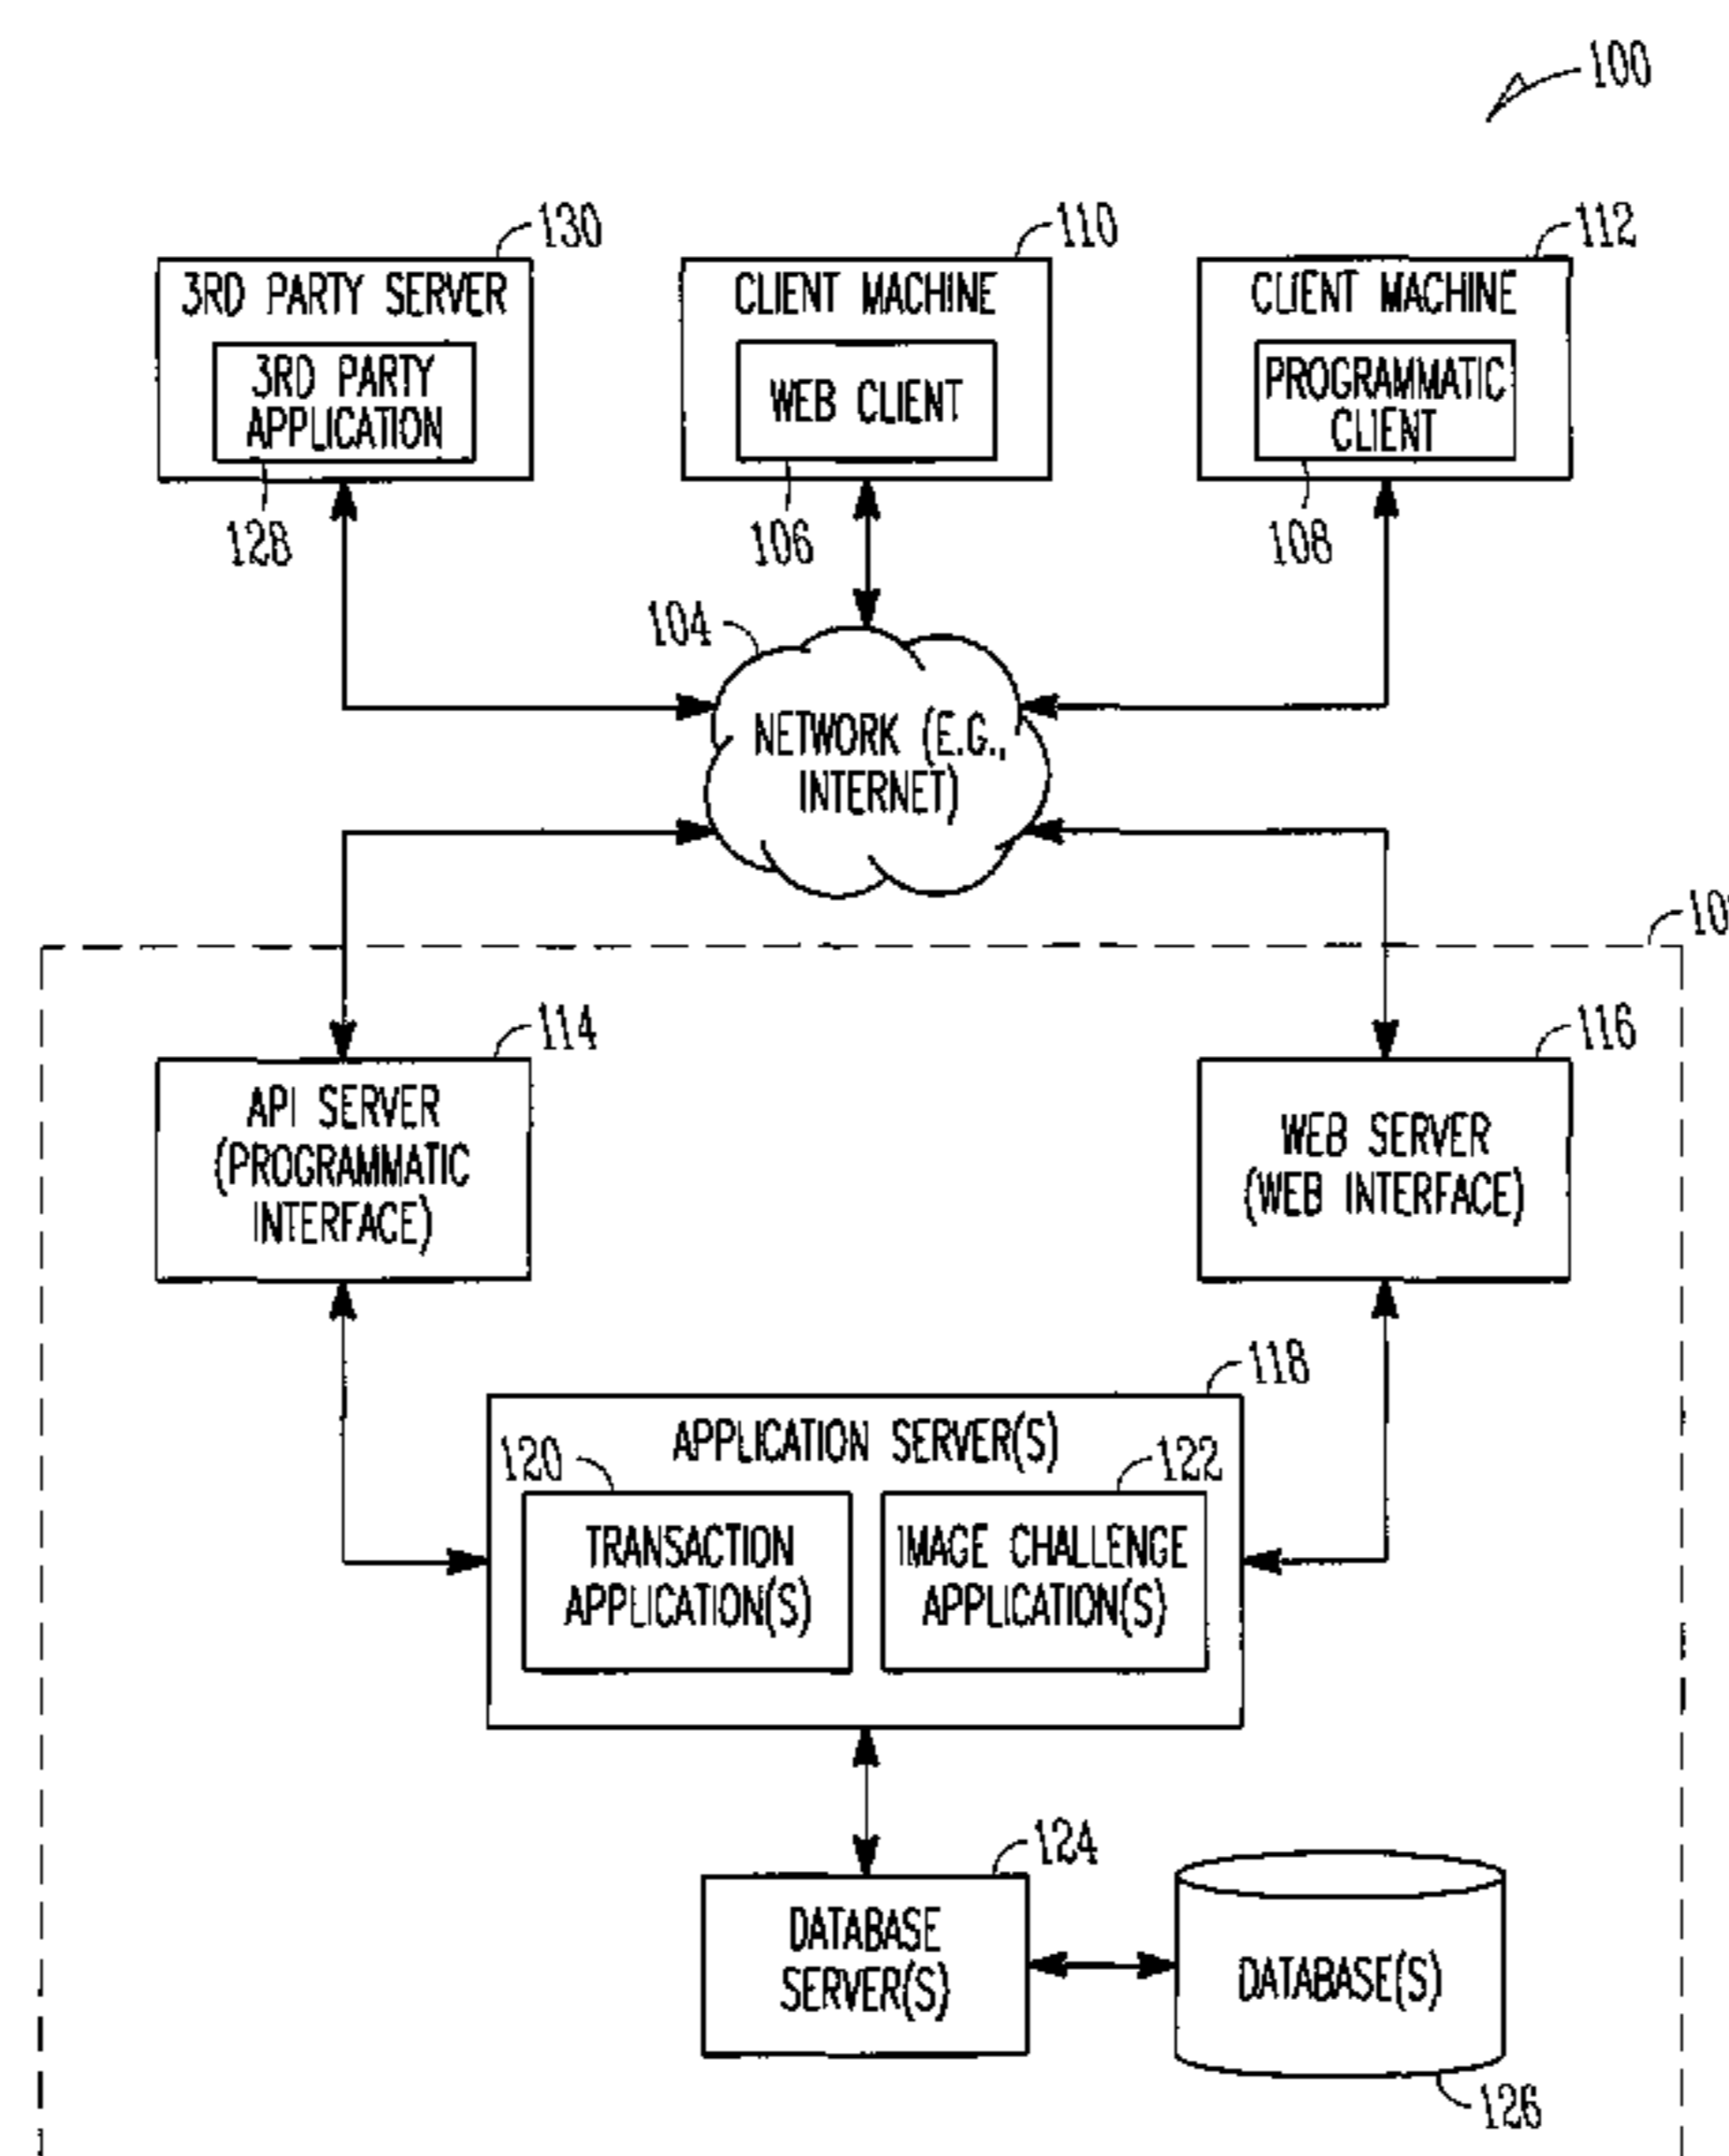 100
130
110
112
3RD PARTY SERVER
CLIENT MACHINE
CLIENT MACHINE
3RD PARTY
APPLICATION
WEB CLIENT
PROGRAMMATIC
CLIENT
128
106
108
104
NETWORK (E.G.,
INTERNET)
114
116
API SERVER
(PROGRAMMATIC
INTERFACE)
WEB SERVER
(WEB INTERFACE)
118
APPLICATION SERVER(S)
120
122
TRANSACTION
APPLICATION(S)
IMAGE CHALLENGE
APPLICATION(S)
124
DATABASE
SERVER(S)
DATABASE(S)
126